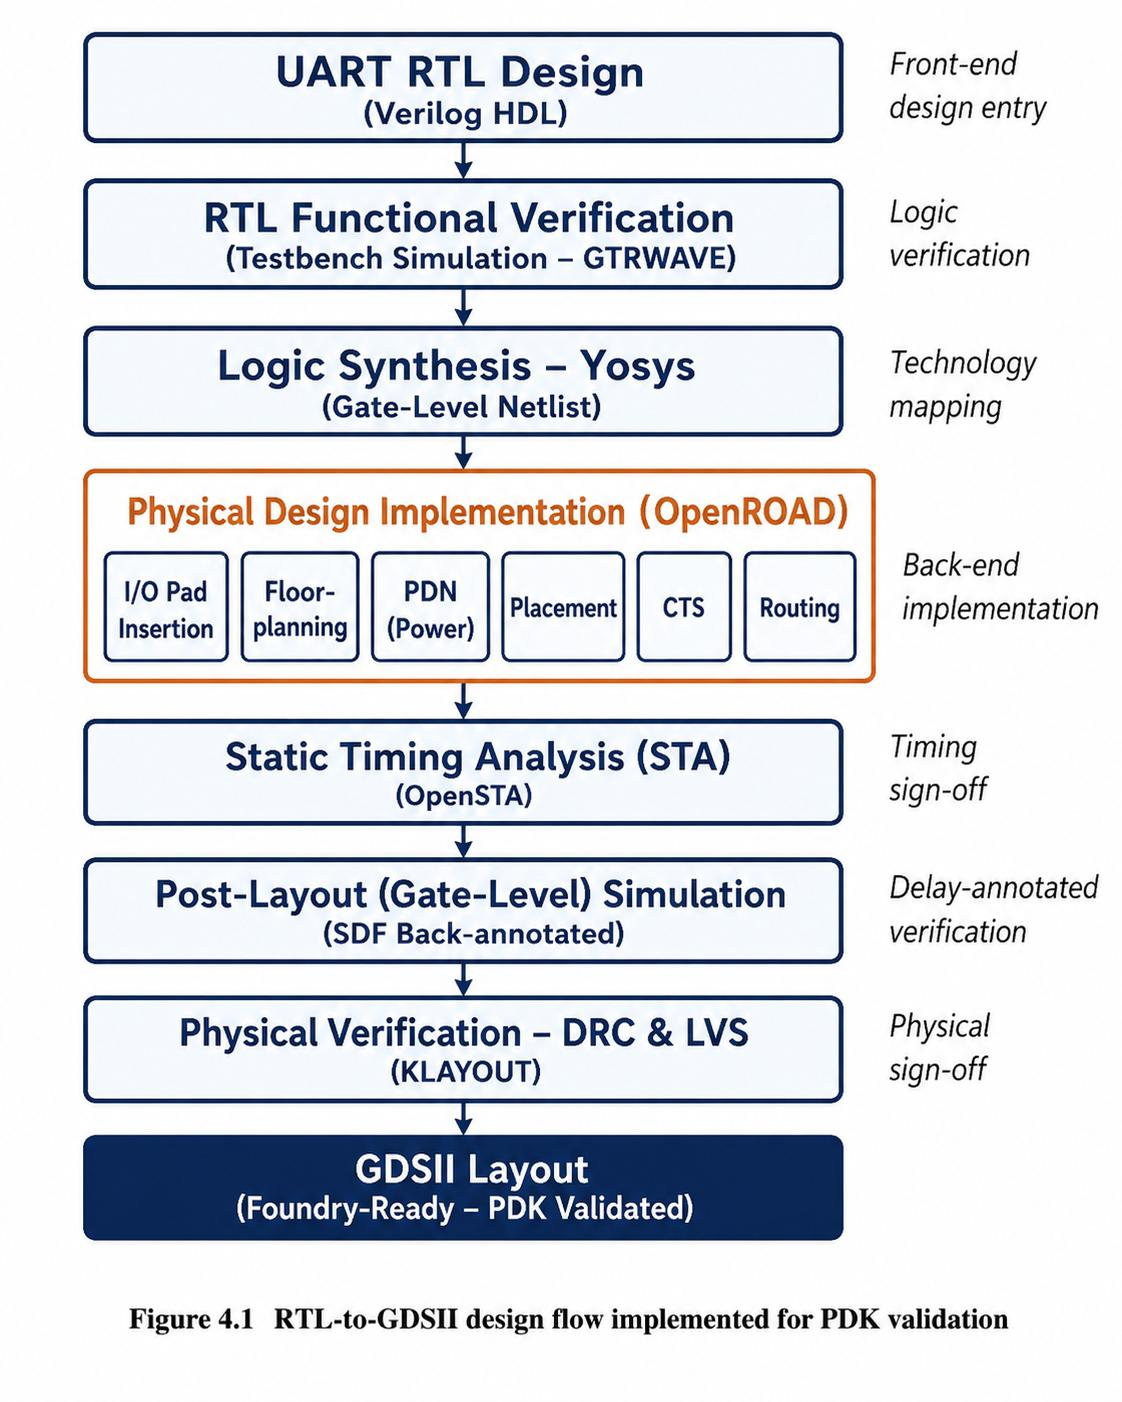 UART RTL Design
(Verilog HDL)
Front-end
design entry
RTL Functional Verification
(Testbench Simulation – GTRWAVE)
Logic
verification
Logic Synthesis – Yosys
(Gate-Level Netlist)
Technology
mapping
Physical Design Implementation (OpenROAD)
I/O Pad
Insertion
Floor-
planning
PDN
(Power)
Placement
CTS
Routing
Back-end
implementation
Static Timing Analysis (STA)
(OpenSTA)
Timing
sign-off
Post-Layout (Gate-Level) Simulation
(SDF Back-annotated)
Delay-annotated
verification
Physical Verification – DRC & LVS
(KLAYOUT)
Physical
sign-off
GDSII Layout
(Foundry-Ready – PDK Validated)
Figure 4.1 RTL-to-GDSII design flow implemented for PDK validation